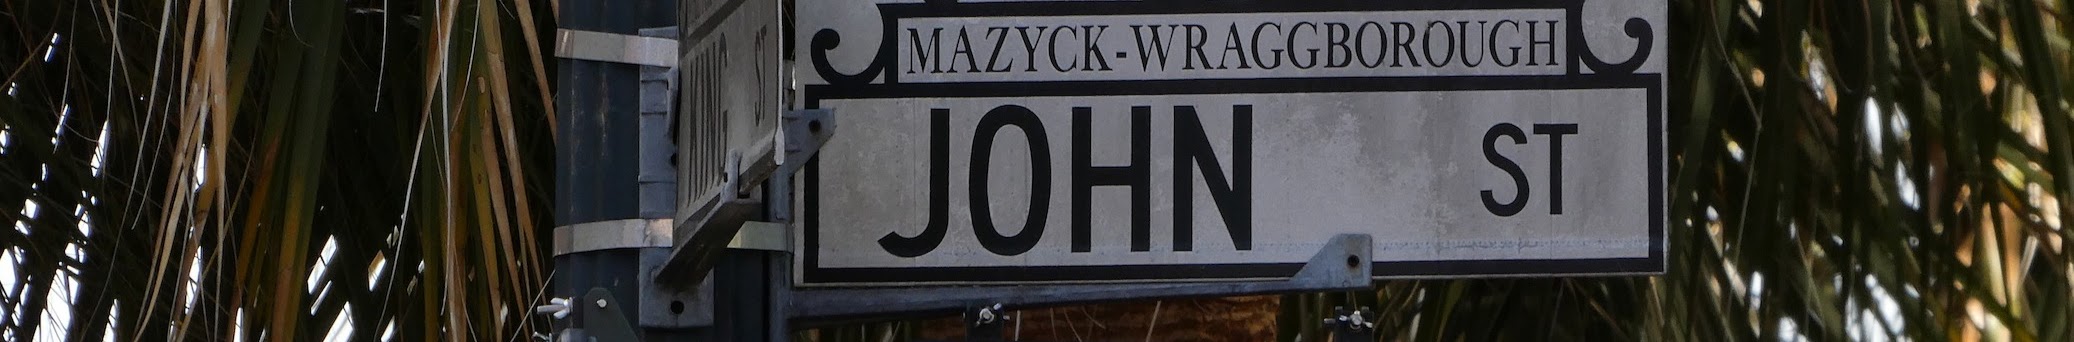 MAZYCK-WRAGGBOROUGH
JOHN ST
KING ST